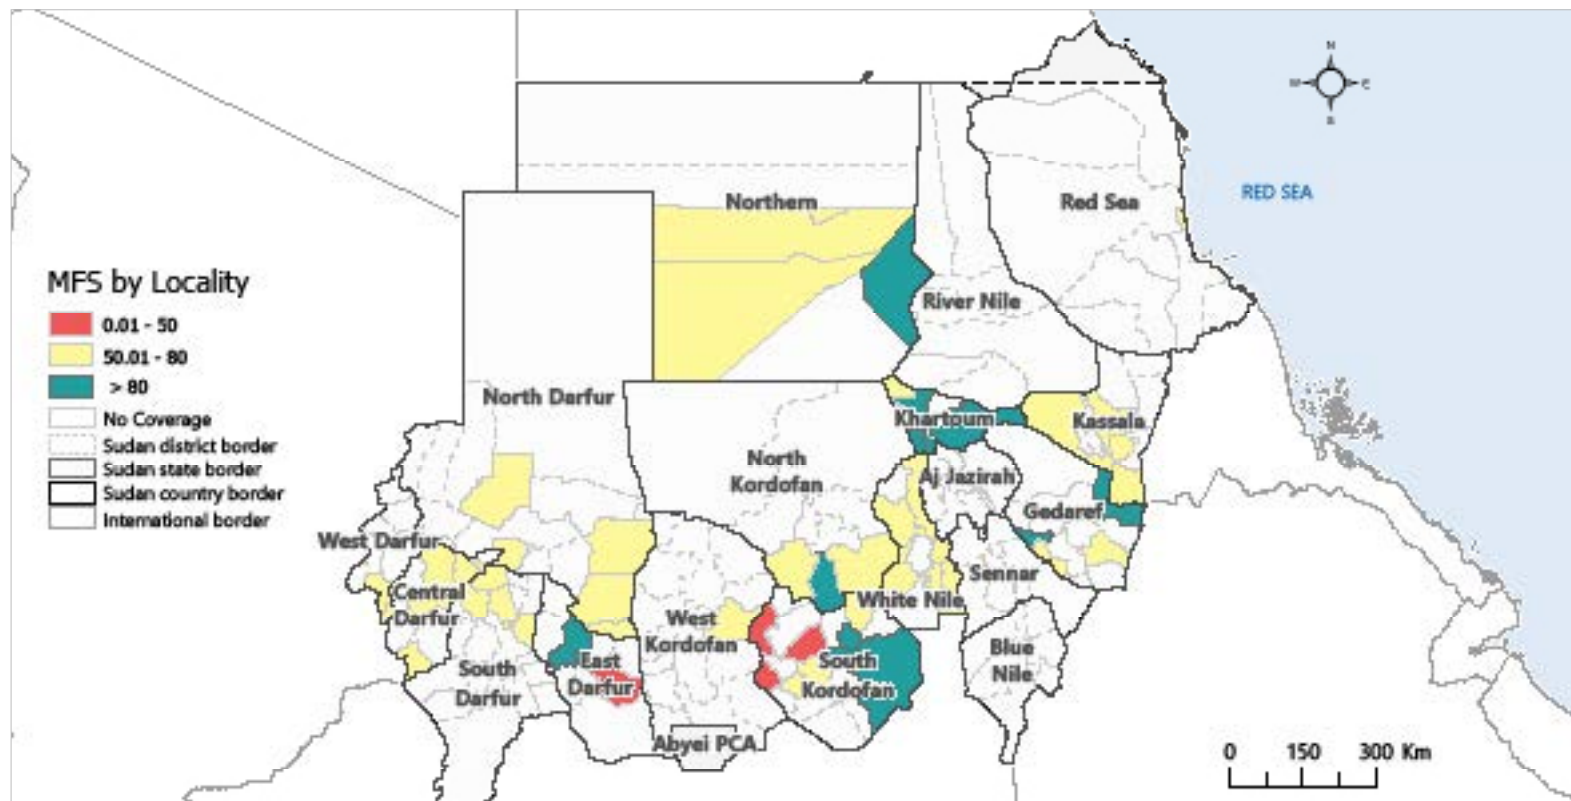 N
W
E
S
Northern
Red Sea
RED SEA
MFS by Locality
0.01 - 50
50.01 - 80
> 80
No Coverage
Sudan district border
Sudan state border
Sudan country border
International border
River Nile
North Darfur
Khartoum
Kassala
North
Kordofan
Aj Jazirah
Gedaref
West Darfur
Central
Darfur
White Nile
Sennar
West
Kordofan
South
Darfur
East
Darfur
South
Kordofan
Blue
Nile
Abyei PCA
0 150 300 Km